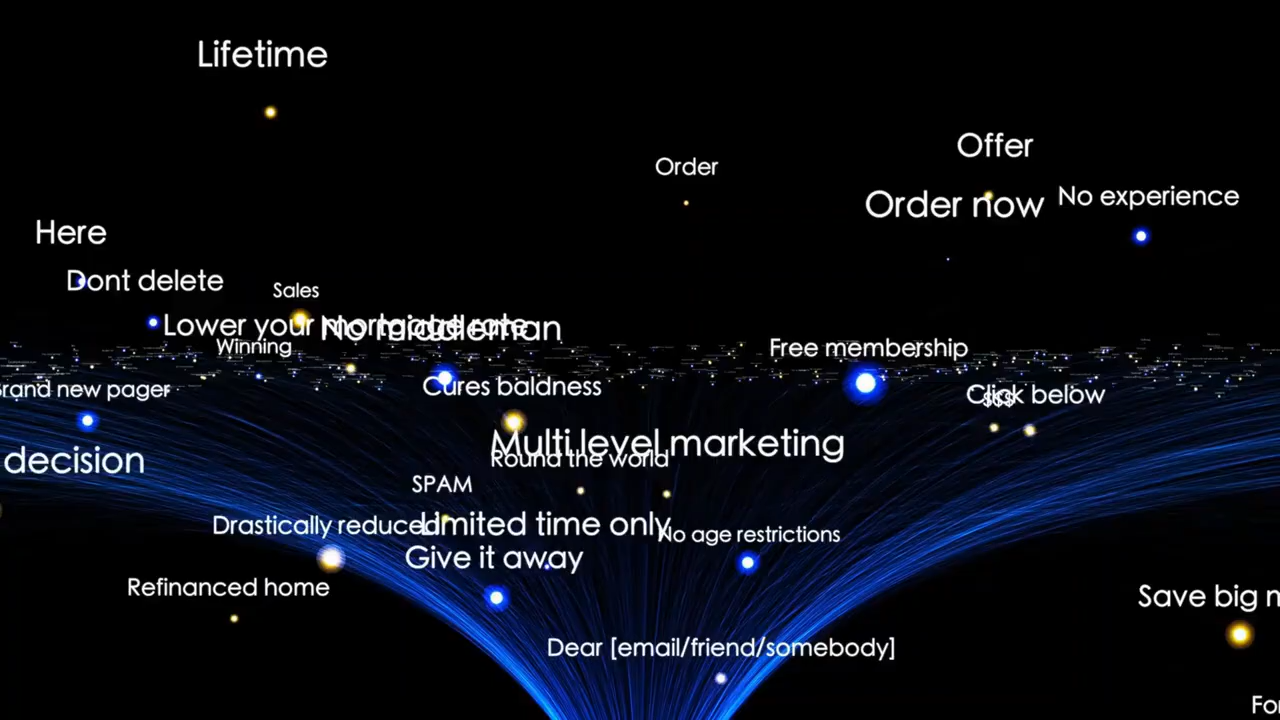 Lifetime
Offer
Order
Order now
No experience
Here
Dont delete
Sales
Lower your mortgage rate
No middleman
Winning
Free membership
Brand new pager
Cures baldness
Click below
$$$
Multi level marketing
decision
Round the world
SPAM
Drastically reduced
Limited time only
No age restrictions
Give it away
Refinanced home
Save big m
Dear [email/friend/somebody]
For